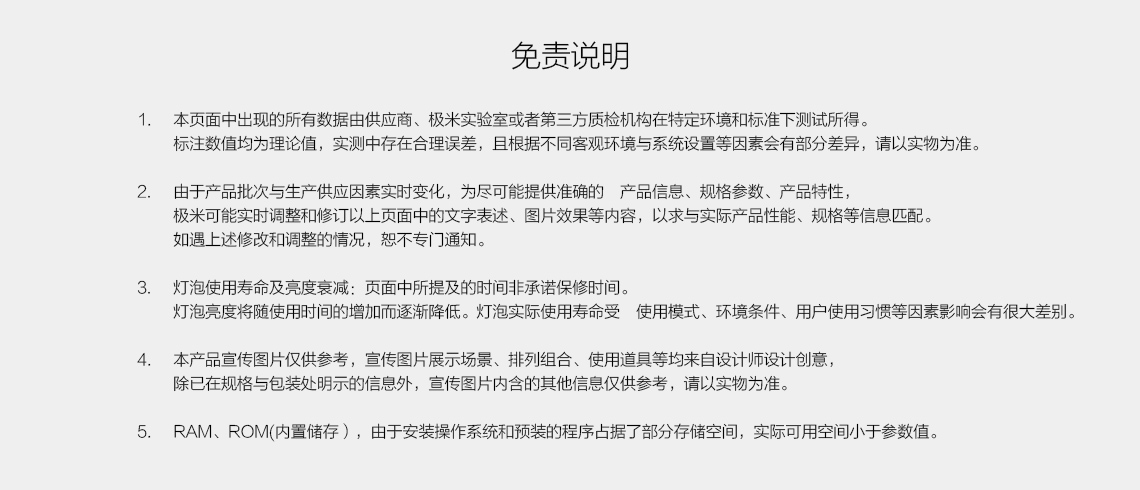 免责说明
1. 本页面中出现的所有数据由供应商、极米实验室或者第三方质检机构在特定环境和标准下测试所得。
标注数值均为理论值，实测中存在合理误差，且根据不同客观环境与系统设置等因素会有部分差异，请以实物为准。
2. 由于产品批次与生产供应因素实时变化，为尽可能提供准确的 产品信息、规格参数、产品特性，
极米可能实时调整和修订以上页面中的文字表述、图片效果等内容，以求与实际产品性能、规格等信息匹配。
如遇上述修改和调整的情况，恕不专门通知。
3. 灯泡使用寿命及亮度衰减：页面中所提及的时间非承诺保修时间。
灯泡亮度将随使用时间的增加而逐渐降低。灯泡实际使用寿命受 使用模式、环境条件、用户使用习惯等因素影响会有很大差别。
4. 本产品宣传图片仅供参考，宣传图片展示场景、排列组合、使用道具等均来自设计师设计创意，
除已在规格与包装处明示的信息外，宣传图片内含的其他信息仅供参考，请以实物为准。
5. RAM、ROM(内置储存），由于安装操作系统和预装的程序占据了部分存储空间，实际可用空间小于参数值。